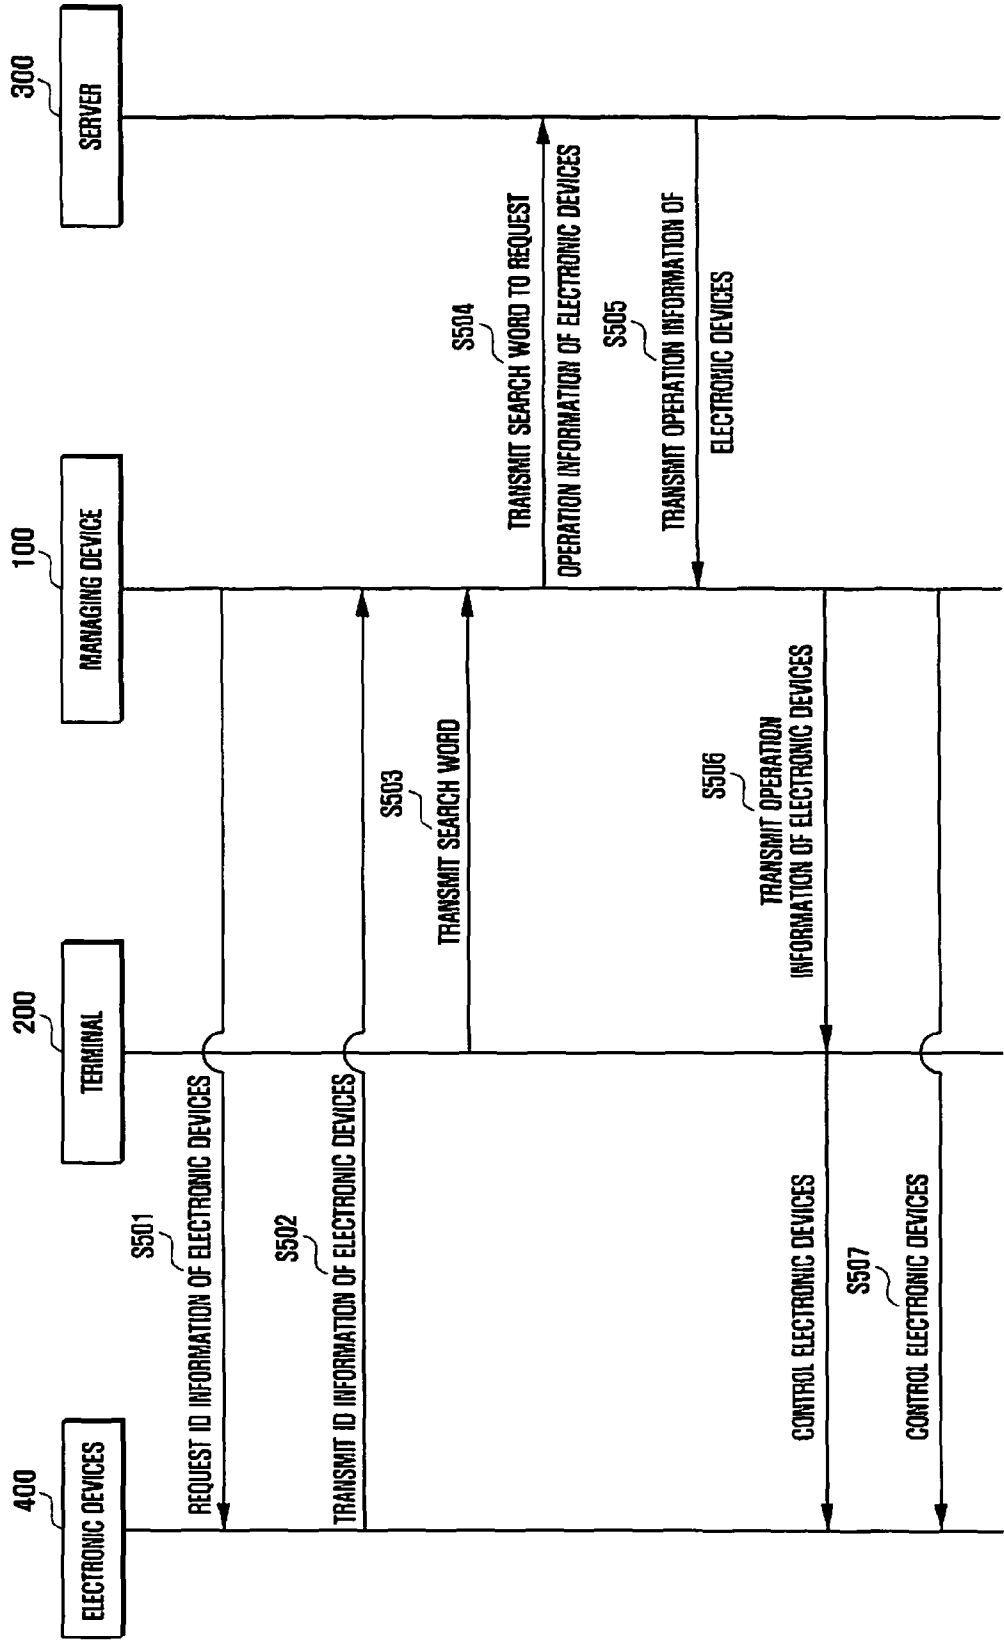 400
ELECTRONIC DEVICES
200
TERMINAL
100
MANAGING DEVICE
300
SERVER
S501
REQUEST ID INFORMATION OF ELECTRONIC DEVICES
S502
TRANSMIT ID INFORMATION OF ELECTRONIC DEVICES
S503
TRANSMIT SEARCH WORD
S504
TRANSMIT SEARCH WORD TO REQUEST
OPERATION INFORMATION OF ELECTRONIC DEVICES
S505
TRANSMIT OPERATION INFORMATION OF
ELECTRONIC DEVICES
S506
TRANSMIT OPERATION
INFORMATION OF ELECTRONIC DEVICES
CONTROL ELECTRONIC DEVICES
S507
CONTROL ELECTRONIC DEVICES